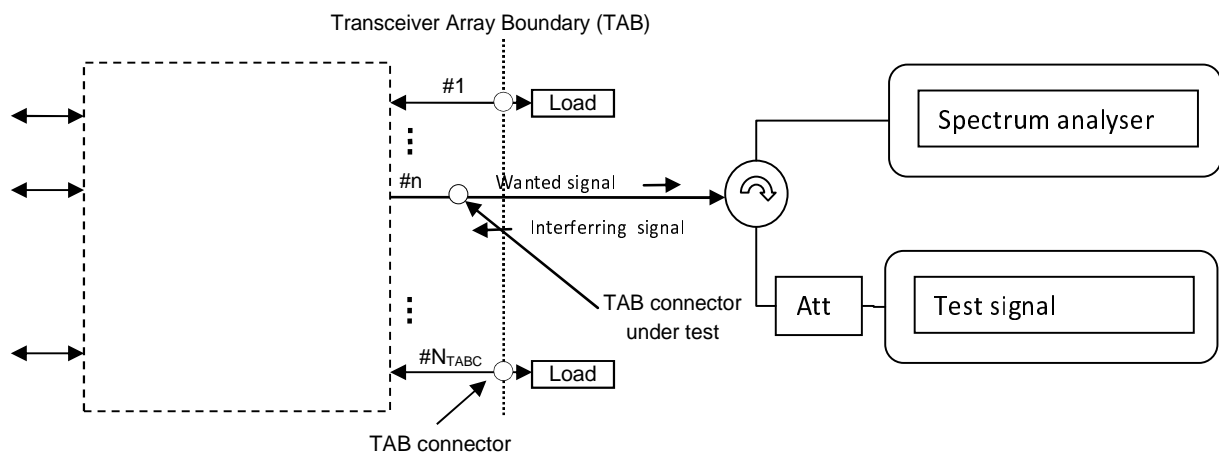 Transceiver Array Boundary (TAB)
#1
Load
Spectrum analyser
#n
Wanted signal
Interferring signal
TAB connector
under test
Att
Test signal
#NTABC
Load
TAB connector